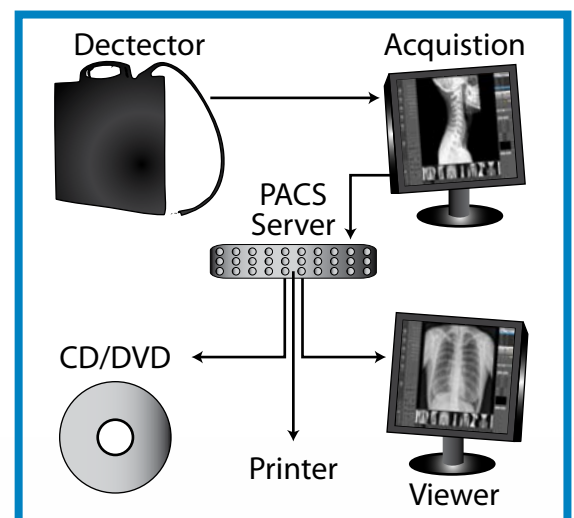 Dectector
Acquistion
PACS
Server
CD/DVD
Printer
Viewer